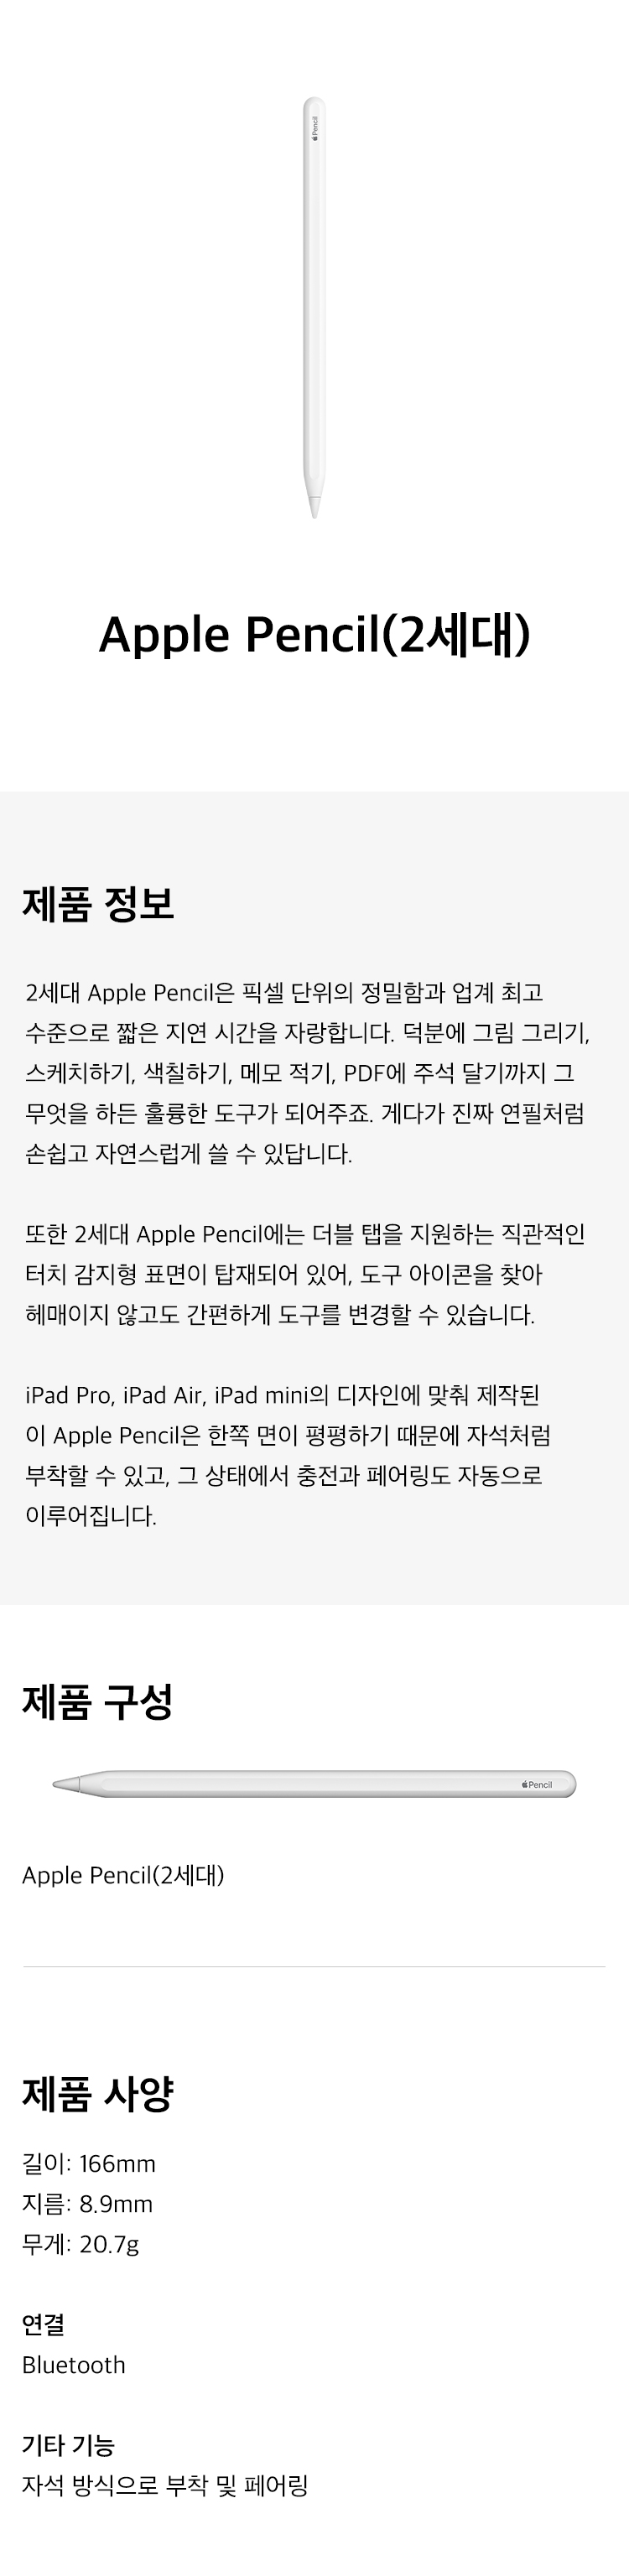 Pencil
Apple Pencil(2세대)
제품 정보
2세대 Apple Pencil은 픽셀 단위의 정밀함과 업계 최고
수준으로 짧은 지연 시간을 자랑합니다. 덕분에 그림 그리기,
스케치하기, 색칠하기, 메모 적기, PDF에 주석 달기까지 그
무엇을 하든 훌륭한 도구가 되어주죠. 게다가 진짜 연필처럼
손쉽고 자연스럽게 쓸 수 있답니다.
또한 2세대 Apple Pencil에는 더블 탭을 지원하는 직관적인
터치 감지형 표면이 탑재되어 있어, 도구 아이콘을 찾아
헤매이지 않고도 간편하게 도구를 변경할 수 있습니다.
iPad Pro, iPad Air, iPad mini의 디자인에 맞춰 제작된
이 Apple Pencil은 한쪽 면이 평평하기 때문에 자석처럼
부착할 수 있고, 그 상태에서 충전과 페어링도 자동으로
이루어집니다.
제품 구성
Pencil
Apple Pencil(2세대)
제품 사양
길이: 166mm
지름: 8.9mm
무게: 20.7g
연결
Bluetooth
기타 기능
자석 방식으로 부착 및 페어링